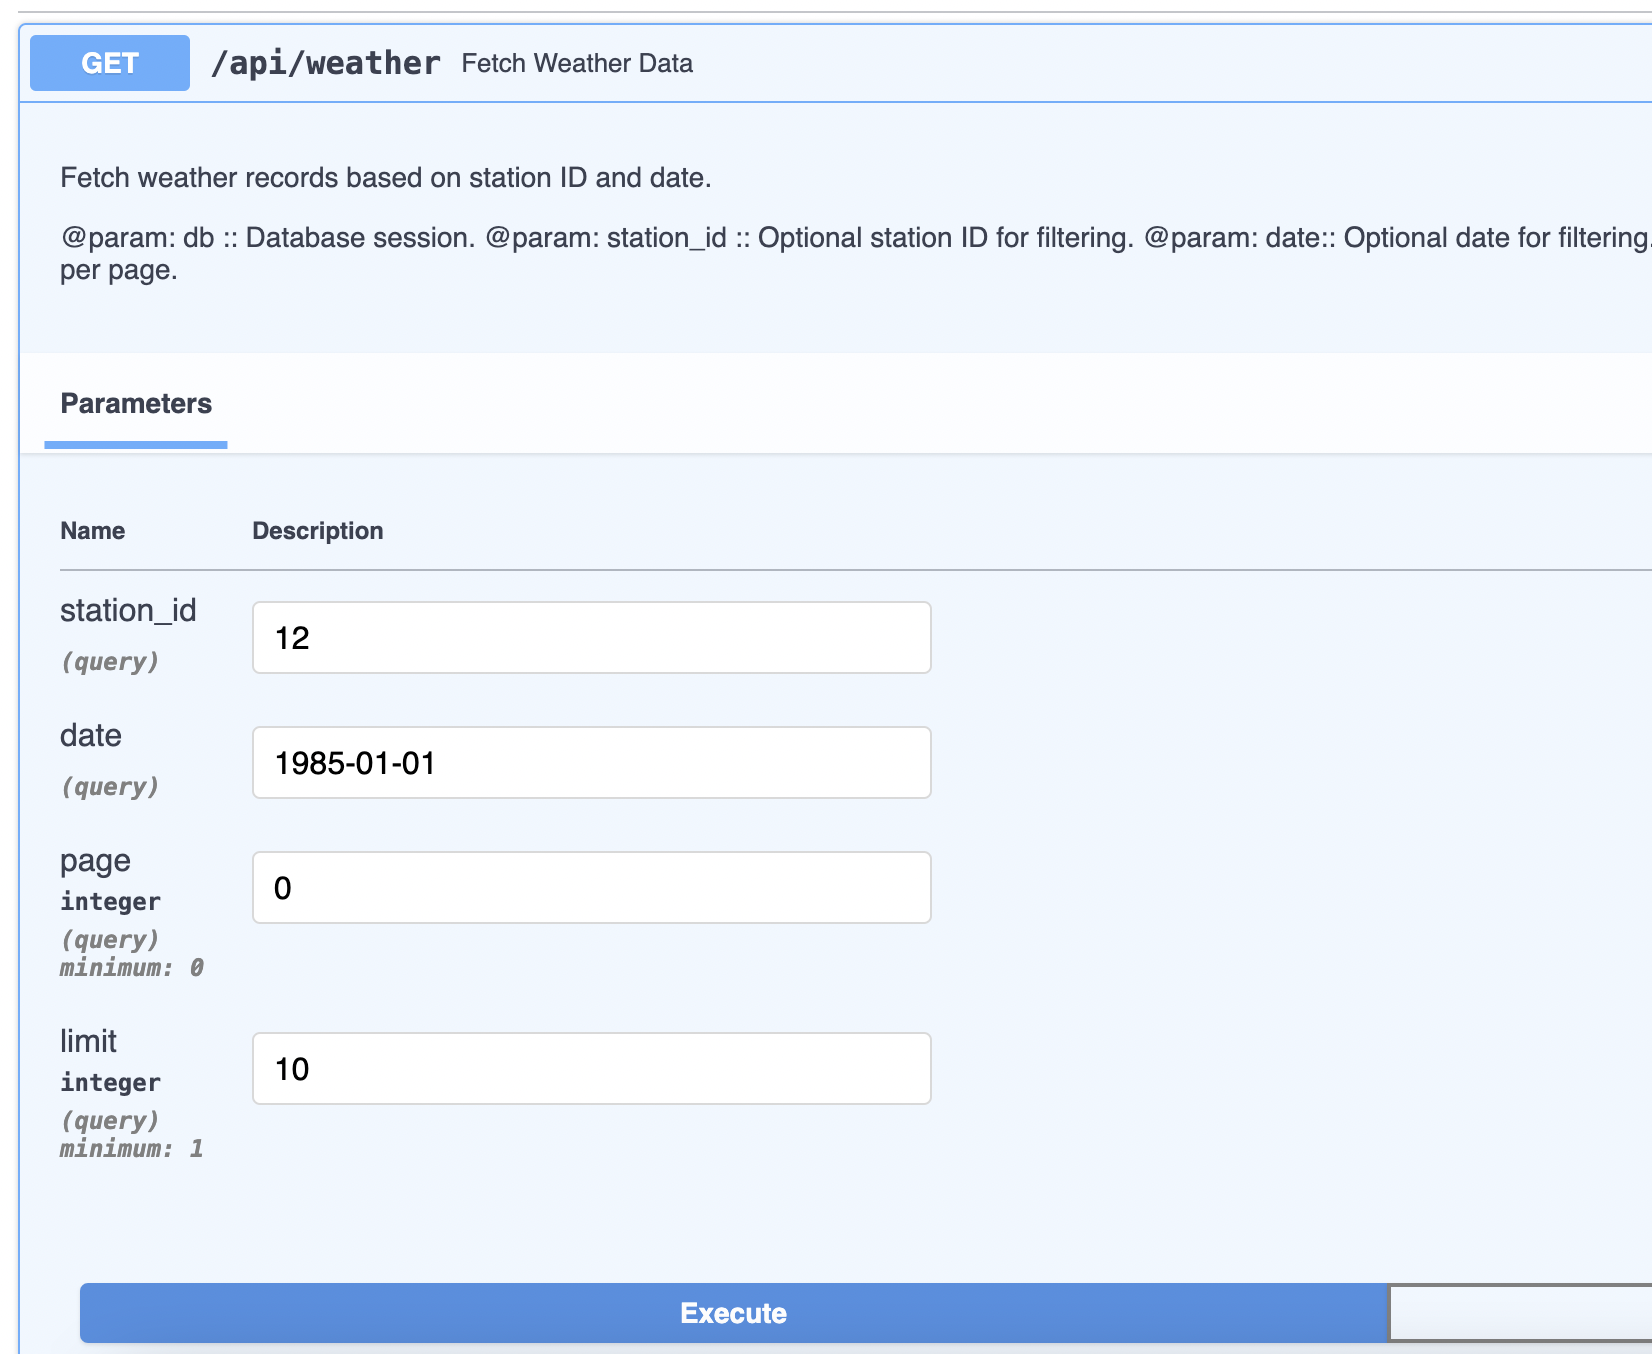 GET /api/weather Fetch Weather Data
Fetch weather records based on station ID and date.
@param: db :: Database session. @param: station_id :: Optional station ID for filtering. @param: date:: Optional date for filtering.
per page.
Parameters
Name Description
station_id
(query)
12
date
(query)
1985-01-01
page
integer
(query)
minimum: 0
0
limit
integer
(query)
minimum: 1
10
Execute